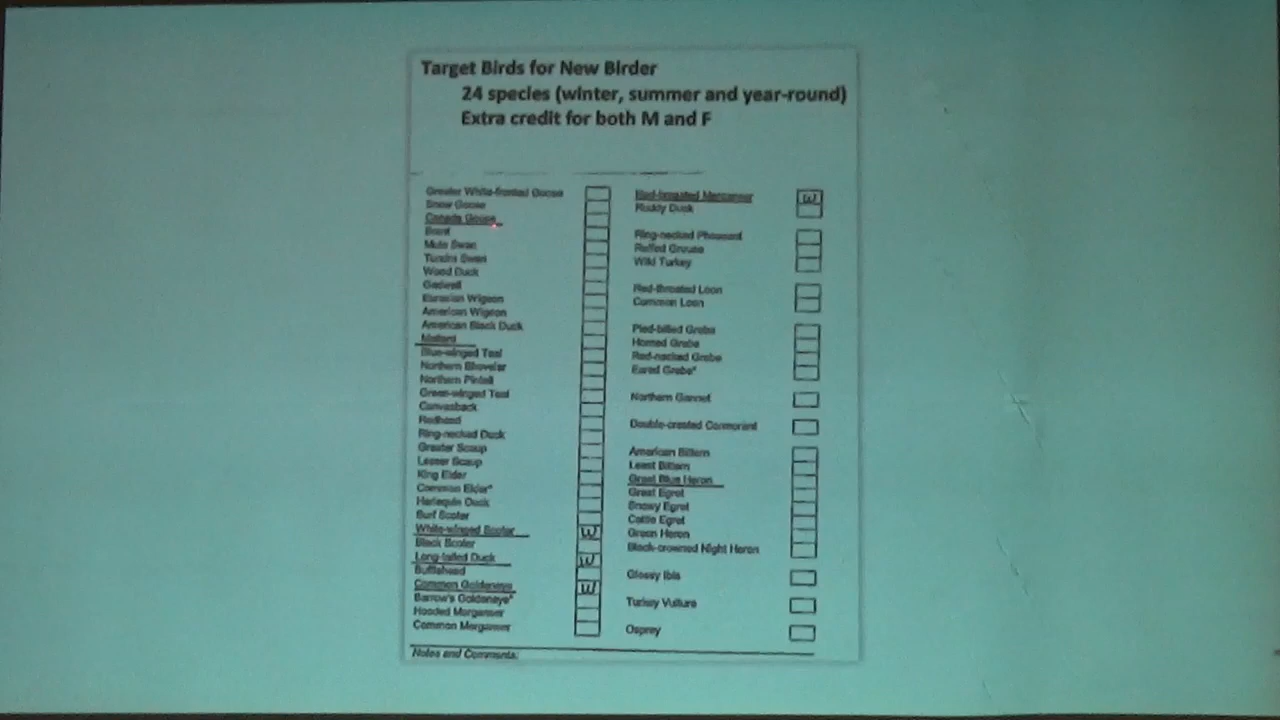 Target Birds for New Birder
24 species (winter, summer and year-round)
Extra credit for both M and F
Greater White-fronted Goose
Snow Goose
Canada Goose
Brant
Mute Swan
Tundra Swan
Wood Duck
Gadwall
Eurasian Wigeon
American Wigeon
American Black Duck
Mallard
Blue-winged Teal
Northern Shoveler
Northern Pintail
Green-winged Teal
Canvasback
Redhead
Ring-necked Duck
Greater Scaup
Lesser Scaup
King Eider
Common Eider*
Harlequin Duck
Surf Scoter
White-winged Scoter W
Black Scoter
Long-tailed Duck W
Bufflehead
Common Goldeneye W
Barrow's Goldeneye*
Hooded Merganser
Common Merganser
Red-breasted Merganser W
Ruddy Duck
Ring-necked Pheasant
Ruffed Grouse
Wild Turkey
Red-throated Loon
Common Loon
Pied-billed Grebe
Horned Grebe
Red-necked Grebe
Eared Grebe*
Northern Gannet
Double-crested Cormorant
American Bittern
Least Bittern
Great Blue Heron
Great Egret
Snowy Egret
Cattle Egret
Green Heron
Black-crowned Night Heron
Glossy Ibis
Turkey Vulture
Osprey
Notes and Comments: